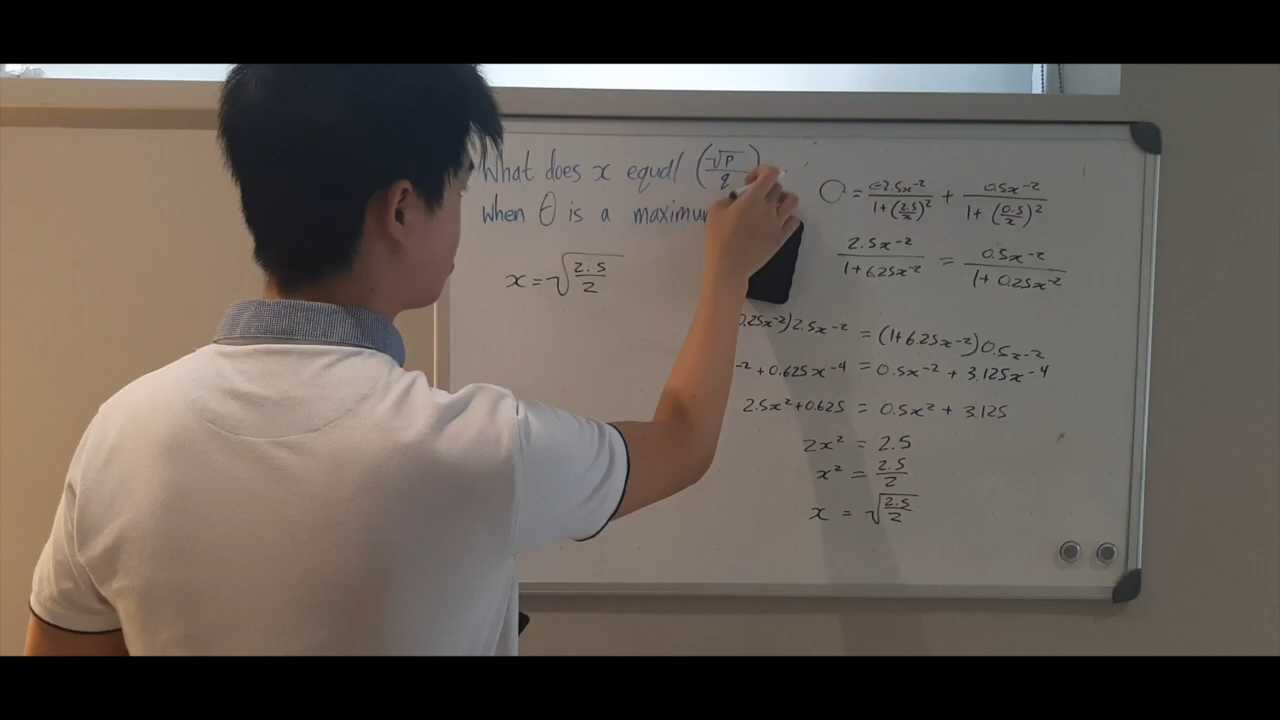 What does x equal (√p/q)
when θ is a maximum
x = √(2.5/2)
0 = -2.5x⁻²/(1+(2.5/x)²) + 0.5x⁻²/(1+(0.5/x)²)
2.5x⁻²/(1+6.25x⁻²) = 0.5x⁻²/(1+0.25x⁻²)
0.25x⁻²)2.5x⁻² = (1+6.25x⁻²)0.5x⁻²
⁻²+0.625x⁻⁴ = 0.5x⁻² + 3.125x⁻⁴
2.5x²+0.625 = 0.5x² + 3.125
2x² = 2.5
x² = 2.5/2
x = √(2.5/2)